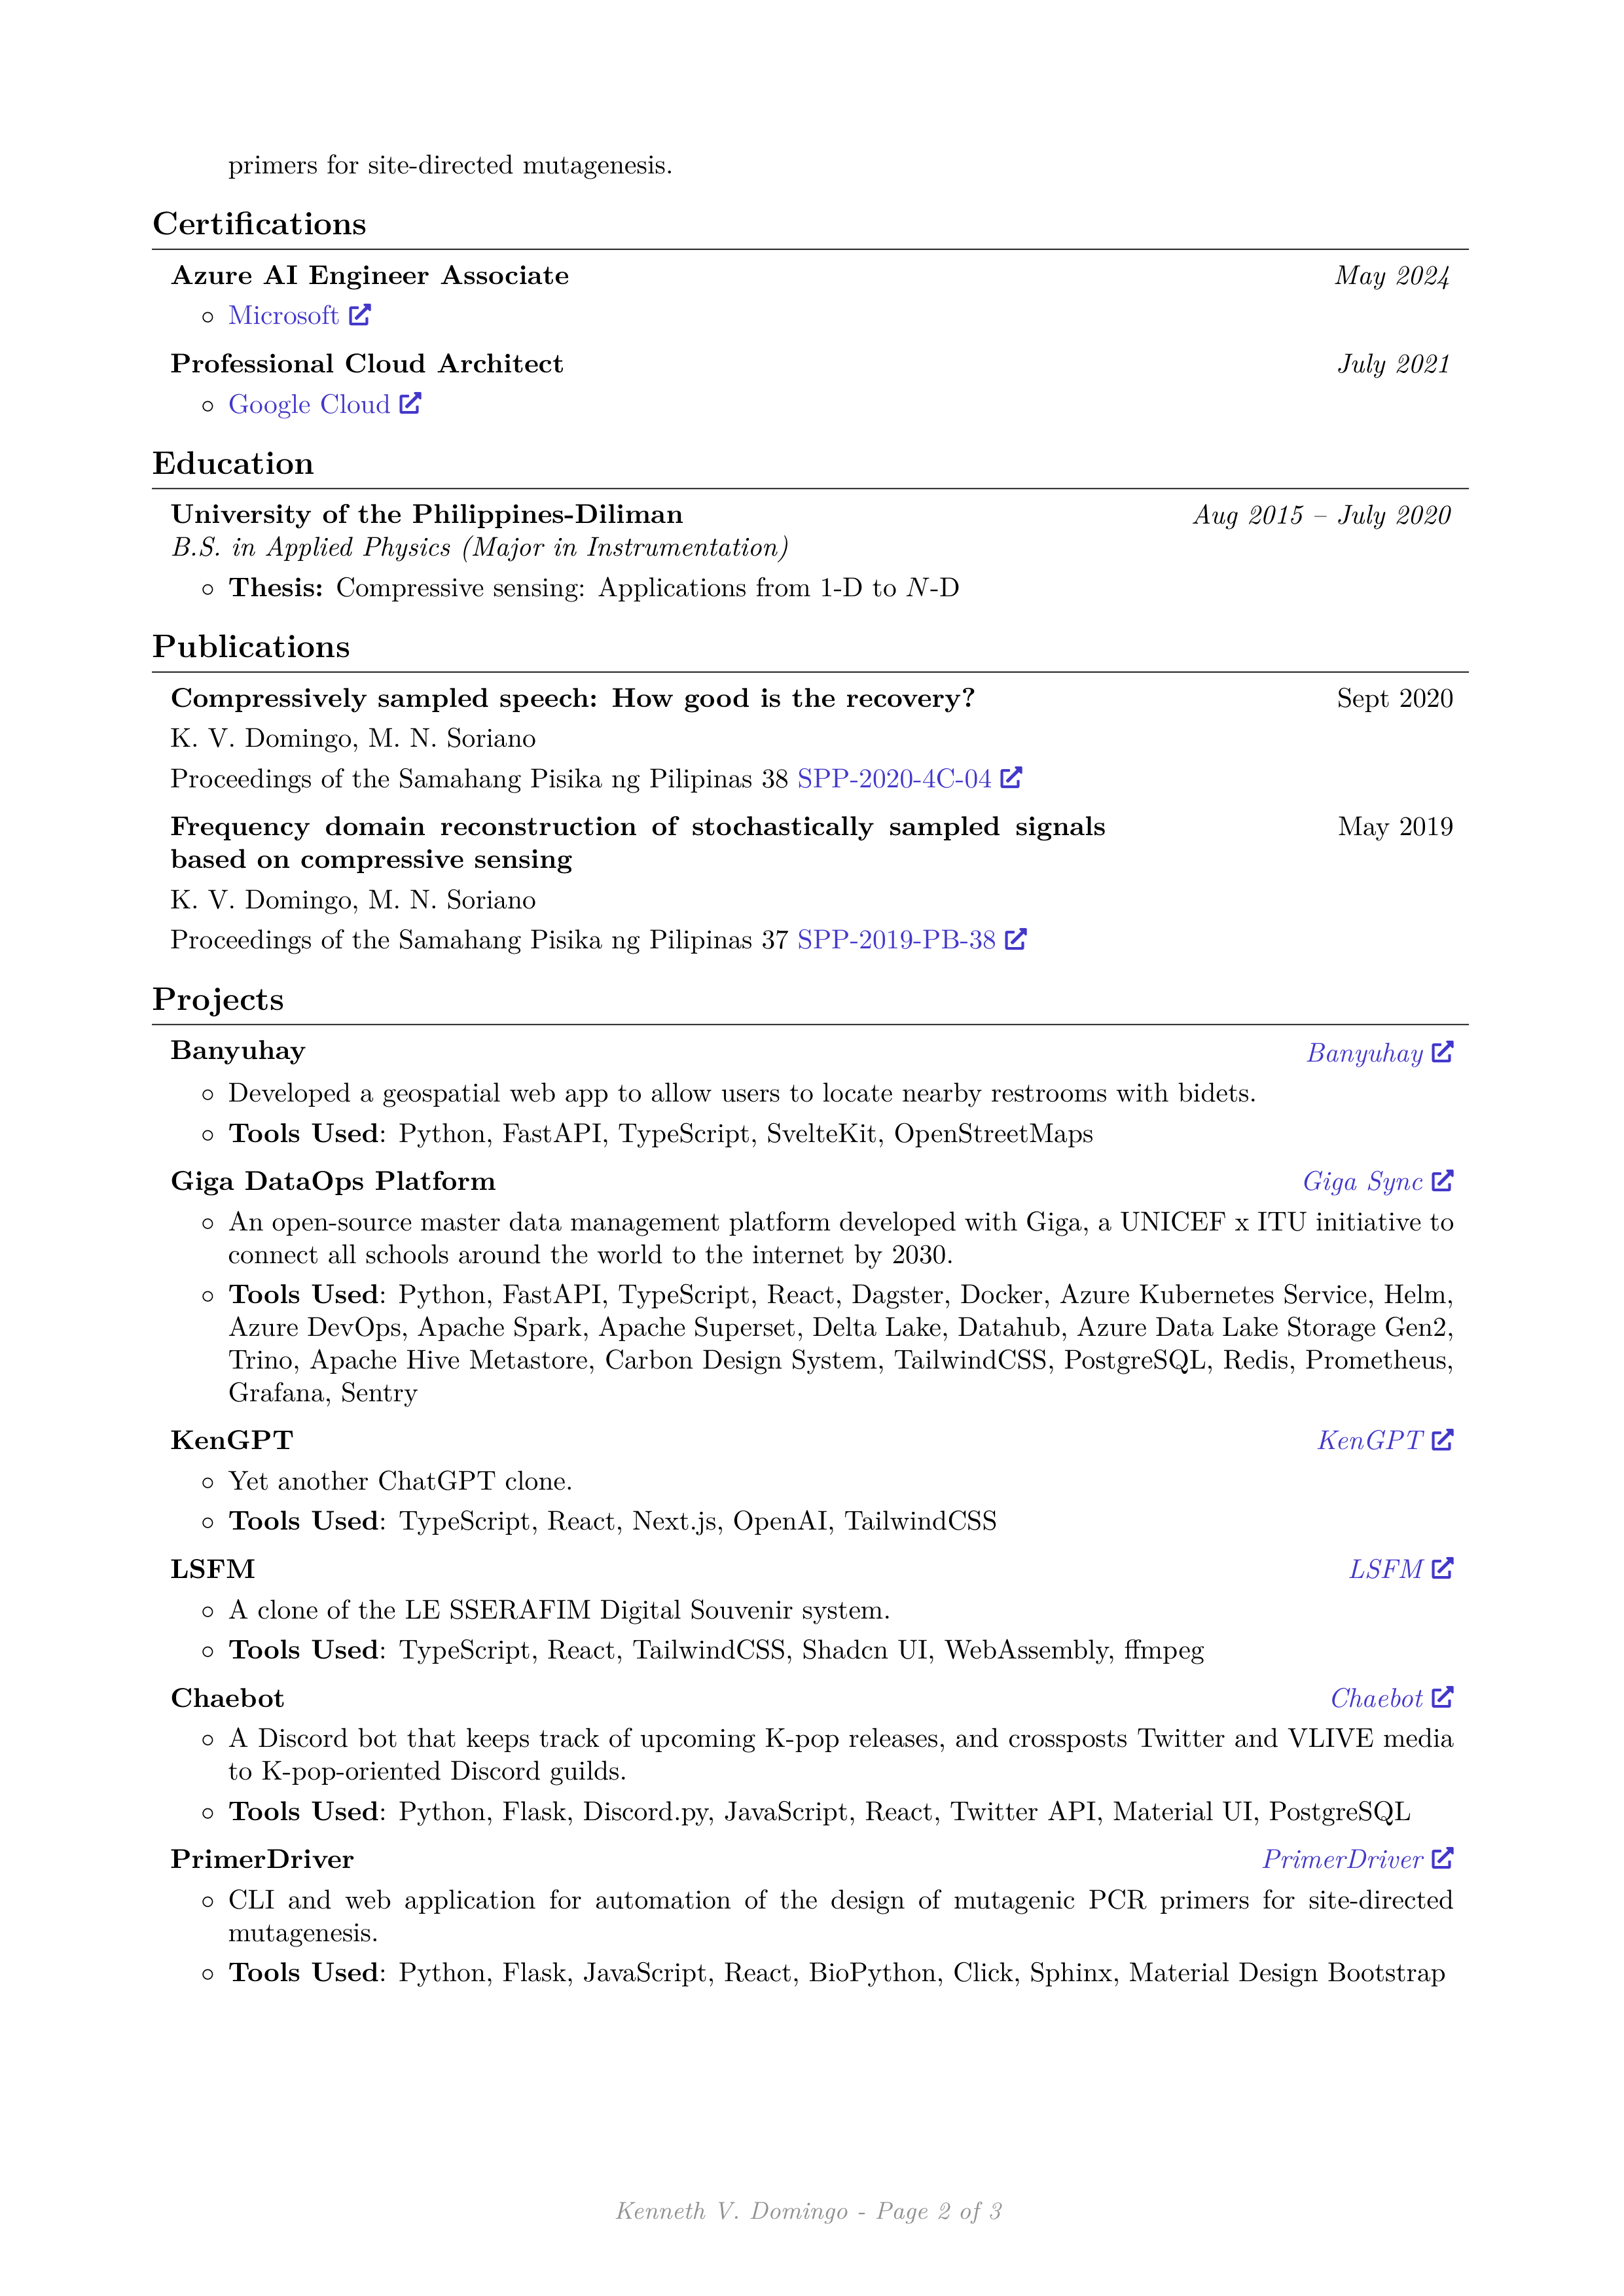 primers for site-directed mutagenesis.
Certifications
Azure AI Engineer Associate May 2024
◦ Microsoft
Professional Cloud Architect July 2021
◦ Google Cloud
Education
University of the Philippines-Diliman Aug 2015 – July 2020
B.S. in Applied Physics (Major in Instrumentation)
◦ Thesis: Compressive sensing: Applications from 1-D to N-D
Publications
Compressively sampled speech: How good is the recovery? Sept 2020
K. V. Domingo, M. N. Soriano
Proceedings of the Samahang Pisika ng Pilipinas 38 SPP-2020-4C-04
Frequency domain reconstruction of stochastically sampled signals May 2019
based on compressive sensing
K. V. Domingo, M. N. Soriano
Proceedings of the Samahang Pisika ng Pilipinas 37 SPP-2019-PB-38
Projects
Banyuhay Banyuhay
◦ Developed a geospatial web app to allow users to locate nearby restrooms with bidets.
◦ Tools Used: Python, FastAPI, TypeScript, SvelteKit, OpenStreetMaps
Giga DataOps Platform Giga Sync
◦ An open-source master data management platform developed with Giga, a UNICEF x ITU initiative to
connect all schools around the world to the internet by 2030.
◦ Tools Used: Python, FastAPI, TypeScript, React, Dagster, Docker, Azure Kubernetes Service, Helm,
Azure DevOps, Apache Spark, Apache Superset, Delta Lake, Datahub, Azure Data Lake Storage Gen2,
Trino, Apache Hive Metastore, Carbon Design System, TailwindCSS, PostgreSQL, Redis, Prometheus,
Grafana, Sentry
KenGPT KenGPT
◦ Yet another ChatGPT clone.
◦ Tools Used: TypeScript, React, Next.js, OpenAI, TailwindCSS
LSFM LSFM
◦ A clone of the LE SSERAFIM Digital Souvenir system.
◦ Tools Used: TypeScript, React, TailwindCSS, Shadcn UI, WebAssembly, ffmpeg
Chaebot Chaebot
◦ A Discord bot that keeps track of upcoming K-pop releases, and crossposts Twitter and VLIVE media
to K-pop-oriented Discord guilds.
◦ Tools Used: Python, Flask, Discord.py, JavaScript, React, Twitter API, Material UI, PostgreSQL
PrimerDriver PrimerDriver
◦ CLI and web application for automation of the design of mutagenic PCR primers for site-directed
mutagenesis.
◦ Tools Used: Python, Flask, JavaScript, React, BioPython, Click, Sphinx, Material Design Bootstrap
Kenneth V. Domingo - Page 2 of 3